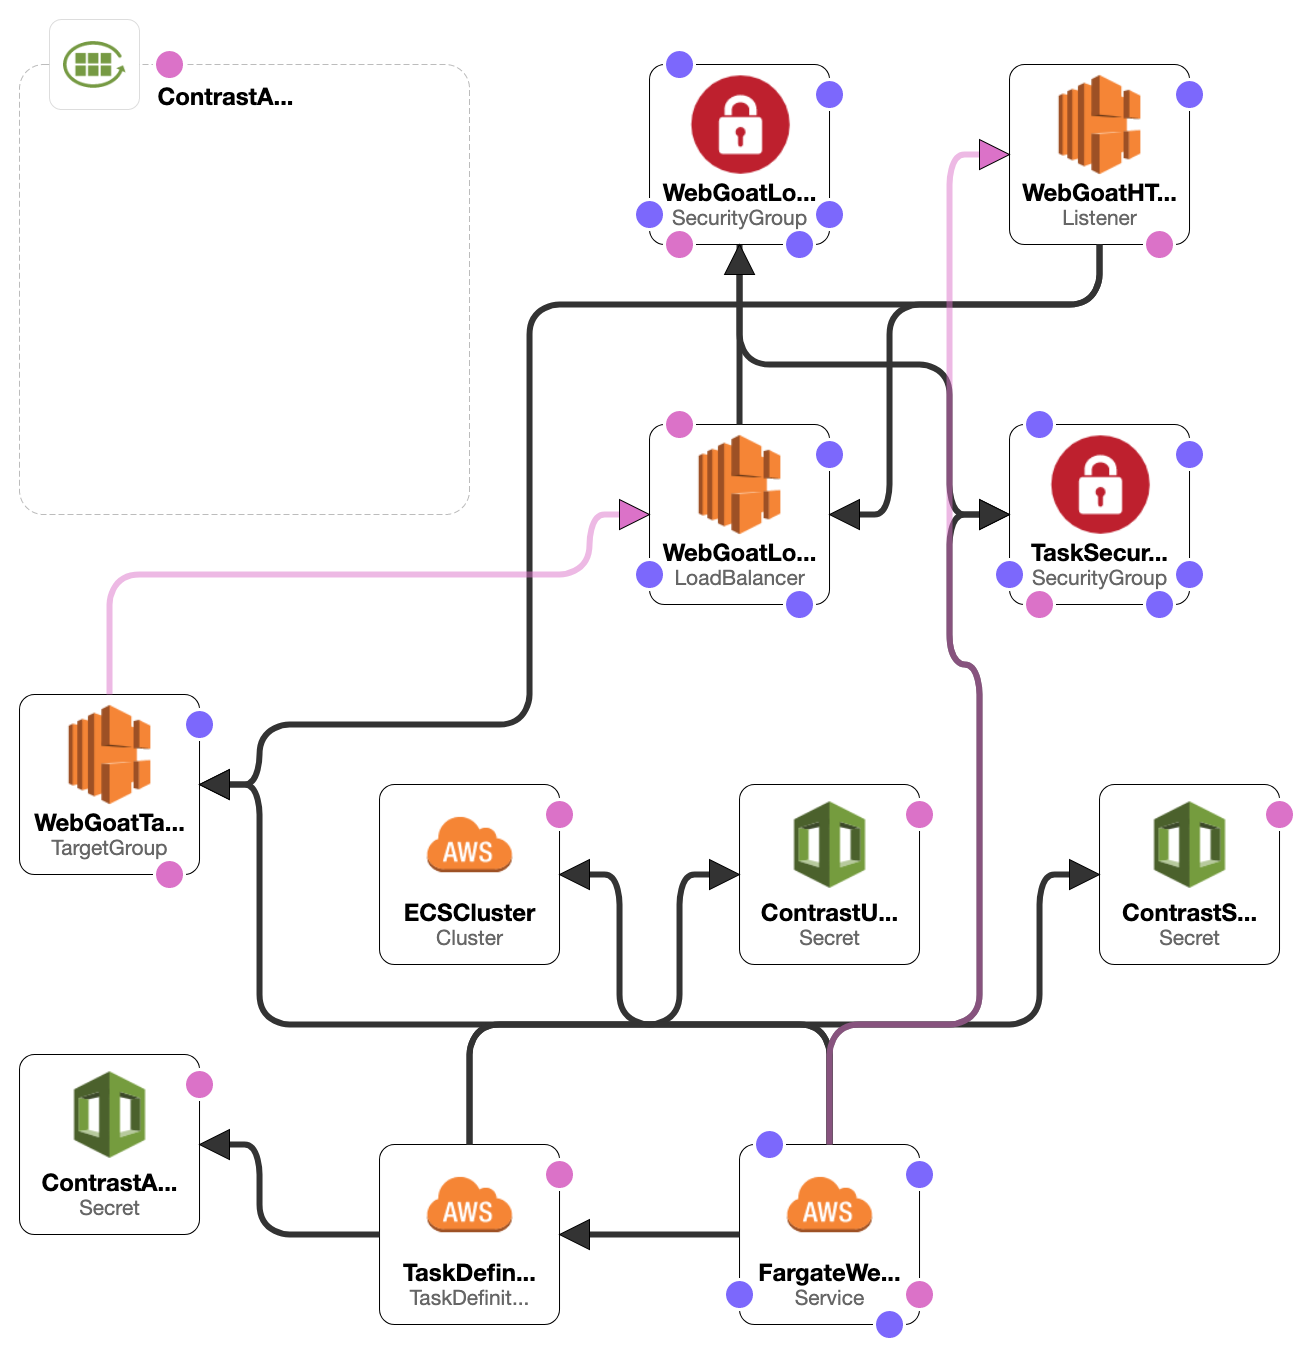 ContrastA...
WebGoatLo...
SecurityGroup
WebGoatHT...
Listener
WebGoatLo...
LoadBalancer
TaskSecur...
SecurityGroup
WebGoatTa...
TargetGroup
AWS
ECSCluster
Cluster
ContrastU...
Secret
ContrastS...
Secret
ContrastA...
Secret
AWS
TaskDefin...
TaskDefinit...
AWS
FargateWe...
Service